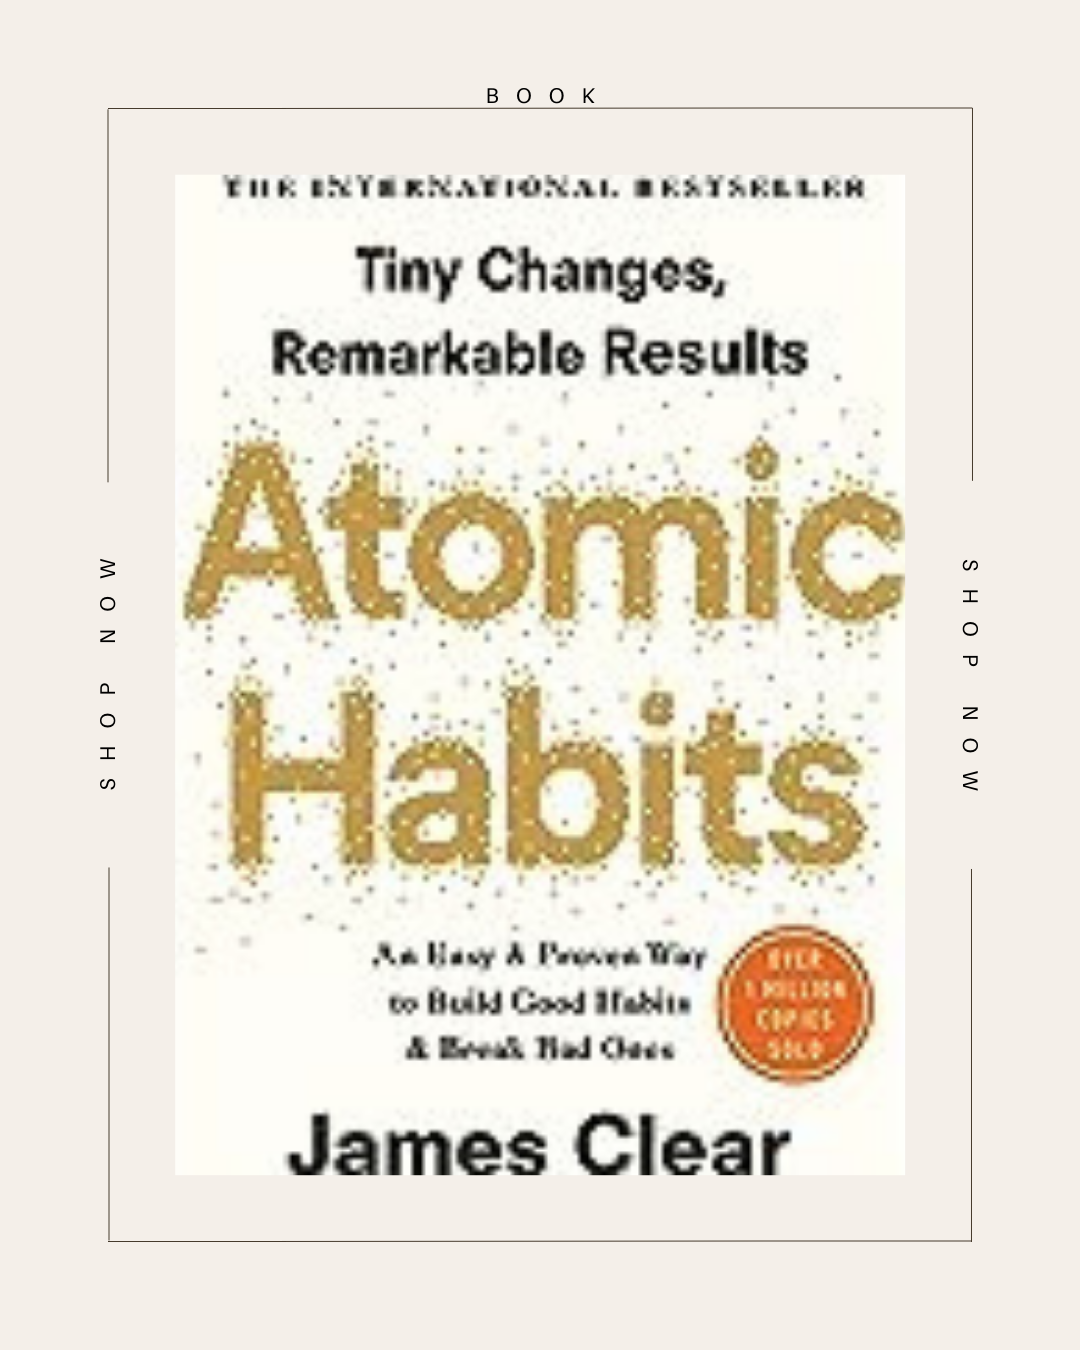 BOOK
THE INTERNATIONAL BESTSELLER
Tiny Changes,
Remarkable Results
Atomic
Habits
An Easy & Proven Way
to Build Good Habits
& Break Bad Ones
OVER
1 MILLION
COPIES
SOLD
James Clear
SHOP NOW
SHOP NOW